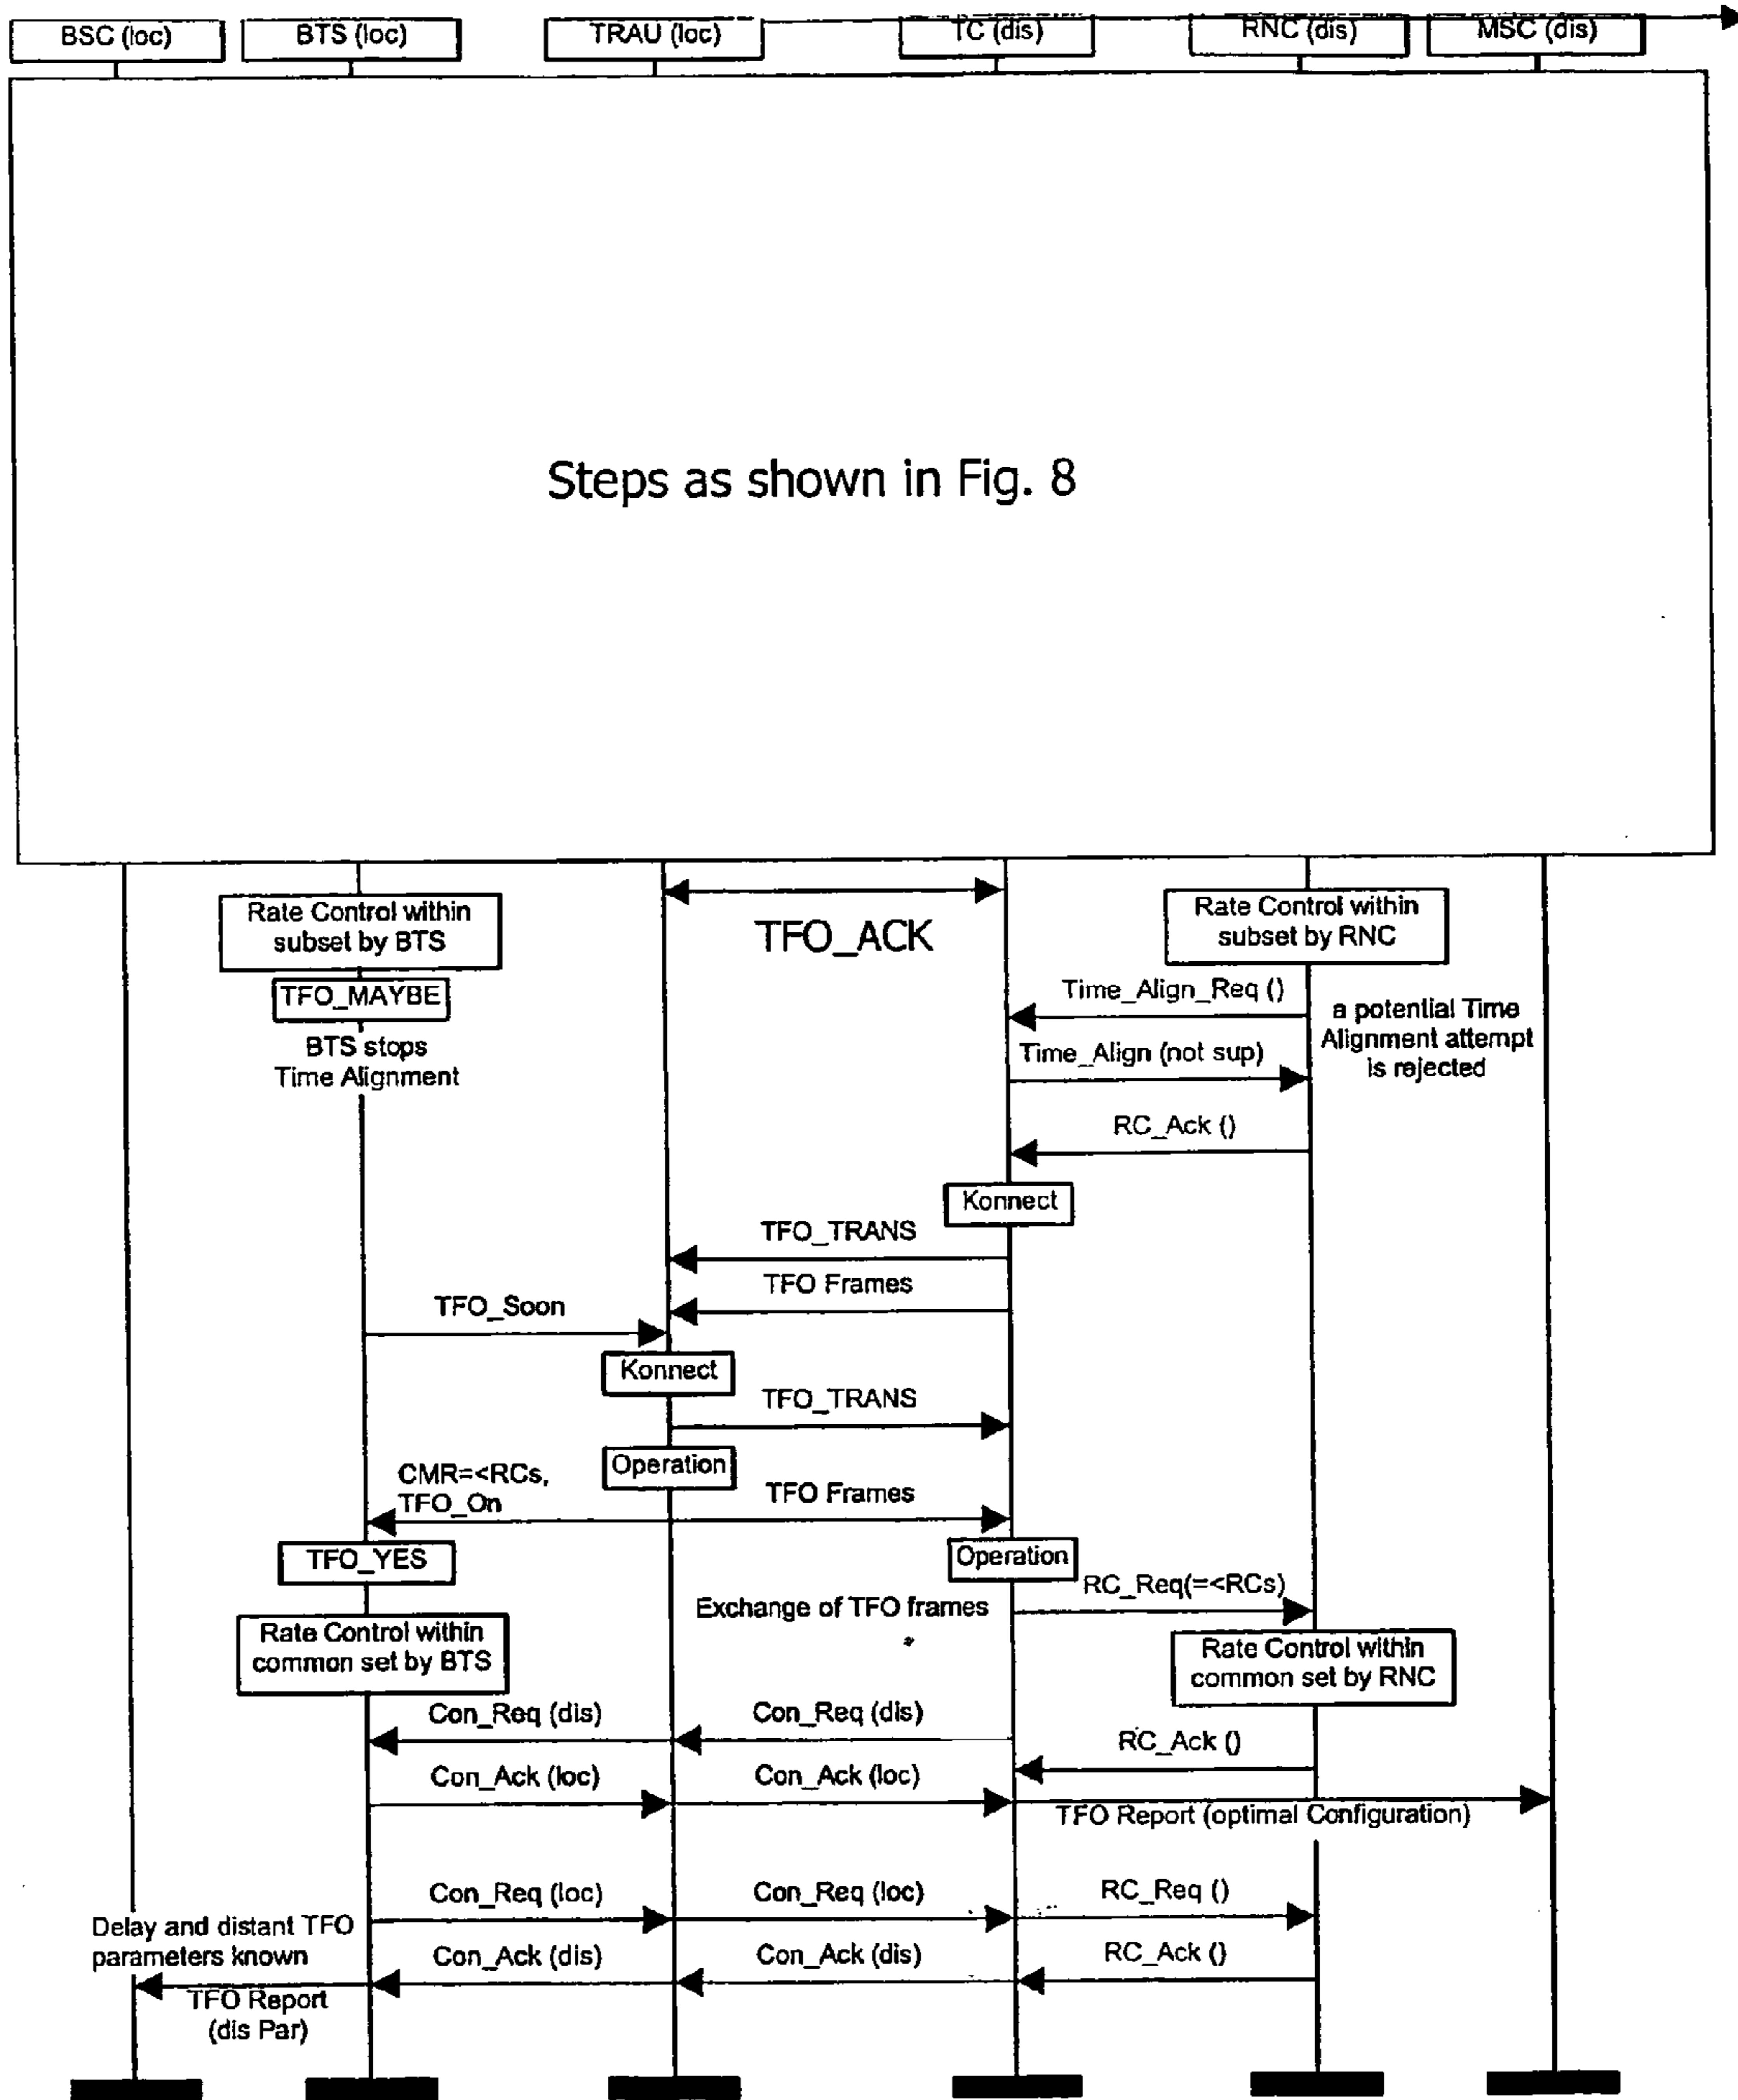 BSC (loc)
BTS (loc)
TRAU (loc)
TC (dis)
RNC (dis)
MSC (dis)
Steps as shown in Fig. 8
Rate Control within
subset by BTS
TFO_ACK
Rate Control within
subset by RNC
TFO_MAYBE
BTS stops
Time Alignment
Time_Align_Req ()
a potential Time
Alignment attempt
is rejected
Time_Align (not sup)
RC_Ack ()
Konnect
TFO_TRANS
TFO Frames
TFO_Soon
Konnect
TFO_TRANS
Operation
CMR=<RCs,
TFO_On
TFO Frames
TFO_YES
Operation
RC_Req(=<RCs)
Exchange of TFO frames
Rate Control within
common set by BTS
Rate Control within
common set by RNC
Con_Req (dis)
Con_Req (dis)
RC_Ack ()
Con_Ack (loc)
Con_Ack (loc)
TFO Report (optimal Configuration)
Con_Req (loc)
Con_Req (loc)
RC_Req ()
Delay and distant TFO
parameters known
Con_Ack (dis)
Con_Ack (dis)
RC_Ack ()
TFO Report
(dis Par)